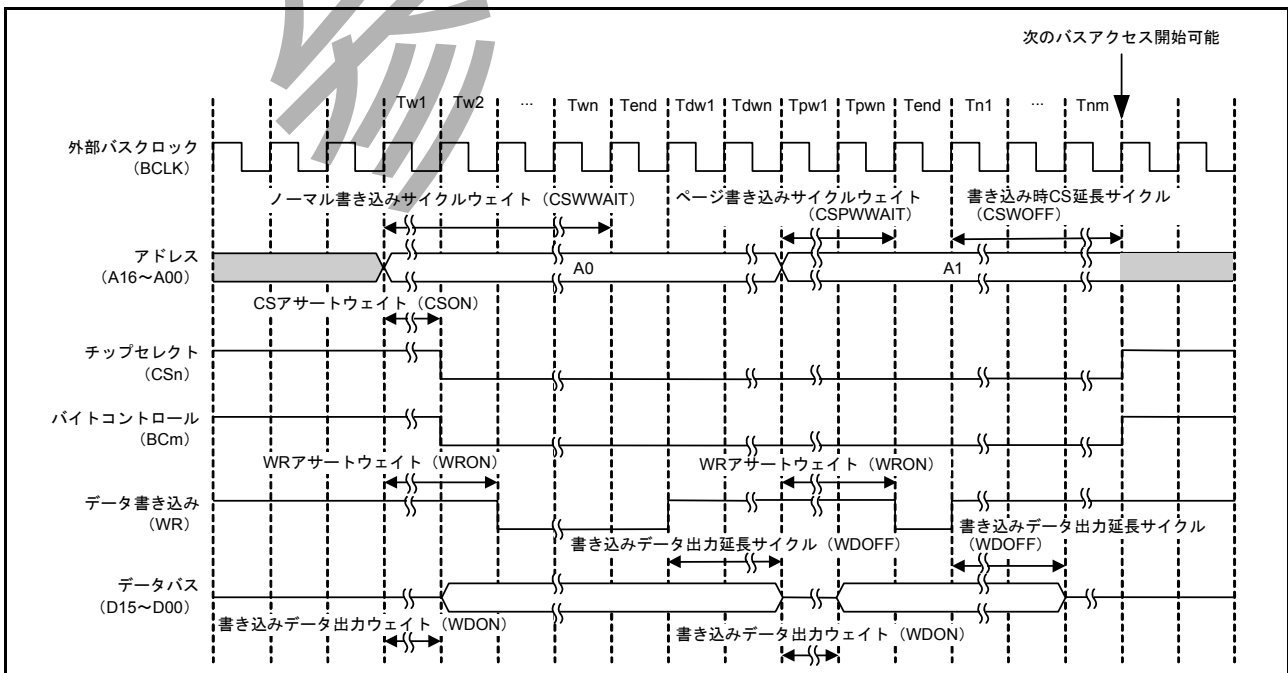 次のバスアクセス開始可能
Tw1 Tw2 ... Twn Tend Tdw1 Tdwn Tpw1 Tpwn Tend Tn1 ... Tnm
外部バスクロック
（BCLK）
ノーマル書き込みサイクルウェイト（CSWWAIT）
ページ書き込みサイクルウェイト
（CSPWWAIT）
書き込み時CS延長サイクル
（CSWOFF）
アドレス
（A16～A00）
A0
A1
CSアサートウェイト（CSON）
チップセレクト
（CSn）
バイトコントロール
（BCm）
WRアサートウェイト（WRON）
WRアサートウェイト（WRON）
データ書き込み
（WR）
書き込みデータ出力延長サイクル（WDOFF）
書き込みデータ出力延長サイクル
（WDOFF）
データバス
（D15～D00）
書き込みデータ出力ウェイト（WDON）
書き込みデータ出力ウェイト（WDON）